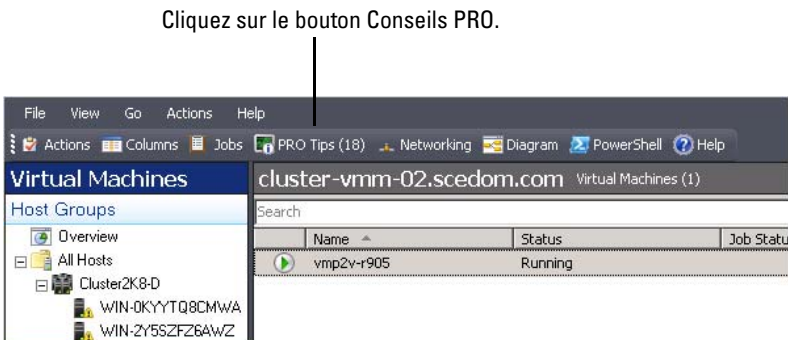 Cliquez sur le bouton Conseils PRO.
File View Go Actions Help
Actions Columns Jobs PRO Tips (18) Networking Diagram PowerShell Help
Virtual Machines
cluster-vmm-02.scedom.com Virtual Machines (1)
Host Groups
Search
Overview
Name Status Job Statu
All Hosts
vmp2v-r905 Running
Cluster2K8-D
WIN-0KYYTQ8CMWA
WIN-2Y5SZFZ6AWZ